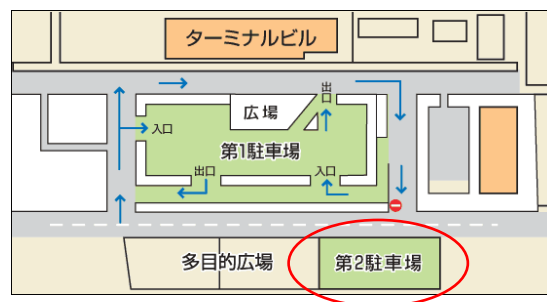 ターミナルビル
出口
広場
入口
第1駐車場
出口
入口
多目的広場
第2駐車場